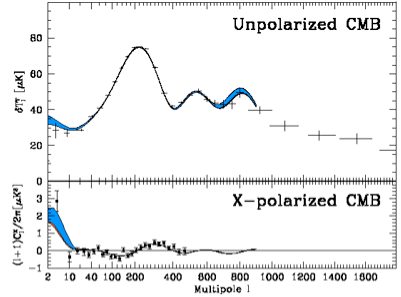 Unpolarized CMB
80
60
δT [μK]
40
20
0
X-polarized CMB
3
2
1
0
-1
(l+1)C /2π[μK²]
2 10 40 100 200 400 600 800 1000 1200 1400 1600
Multipole l